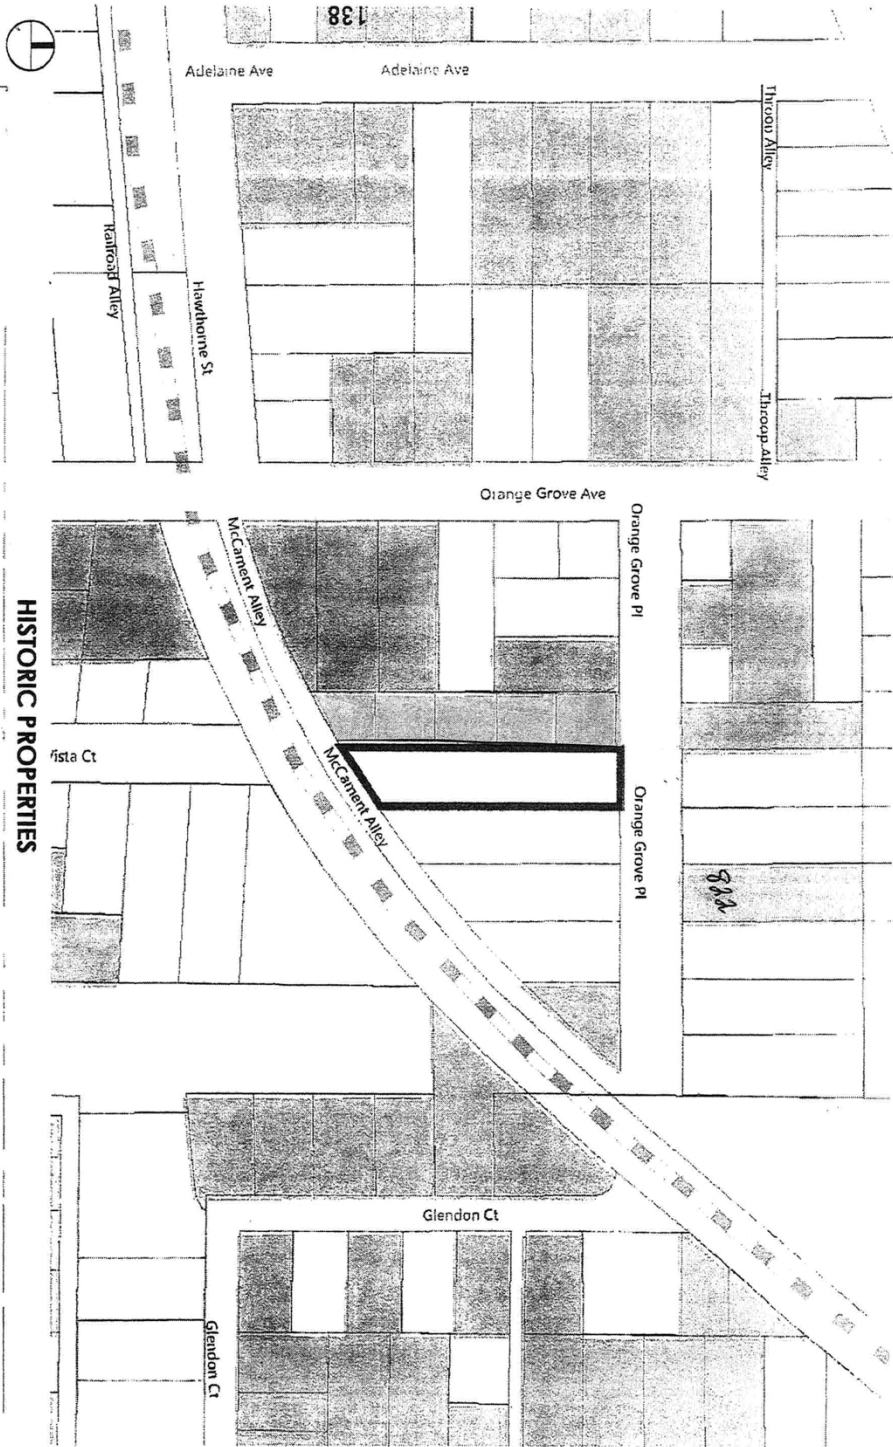 138
Adelaine Ave
Adelaine Ave
Throop Alley
Railroad Alley
Hawthorne St
Throop Alley
Orange Grove Ave
Orange Grove Pl
McCament Alley
Vista Ct
McCament Alley
Orange Grove Pl
822
Glendon Ct
Glendon Ct
HISTORIC PROPERTIES